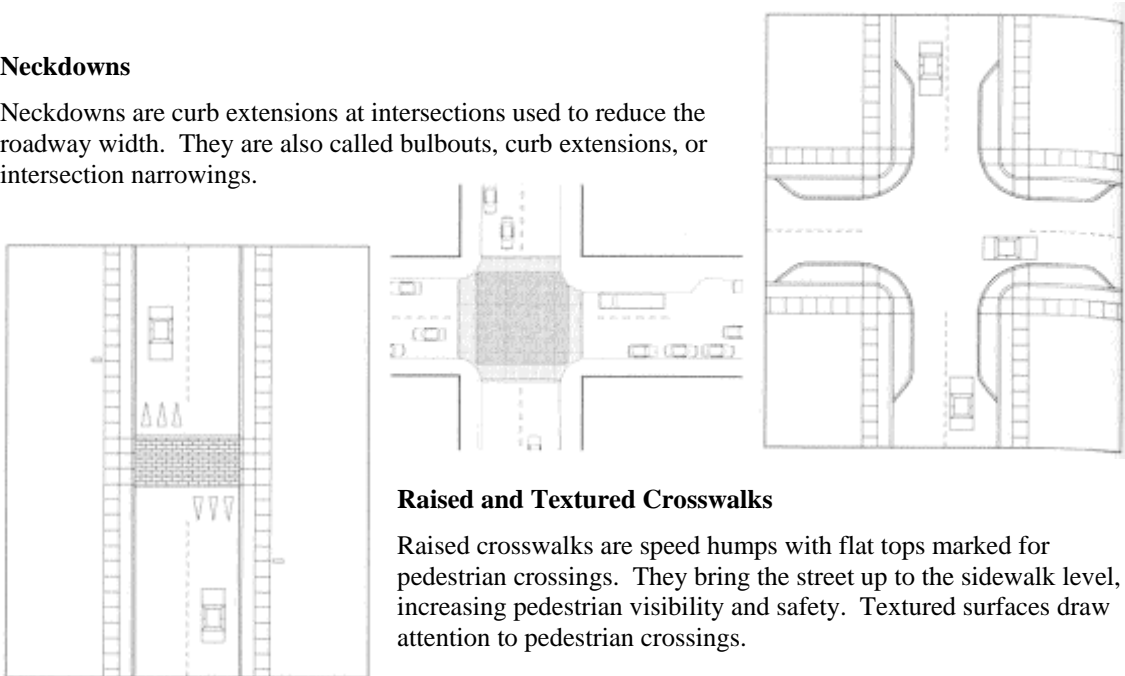 Neckdowns
Neckdowns are curb extensions at intersections used to reduce the
roadway width.  They are also called bulbouts, curb extensions, or
intersection narrowings.
Raised and Textured Crosswalks
Raised crosswalks are speed humps with flat tops marked for
pedestrian crossings.  They bring the street up to the sidewalk level,
increasing pedestrian visibility and safety.  Textured surfaces draw
attention to pedestrian crossings.